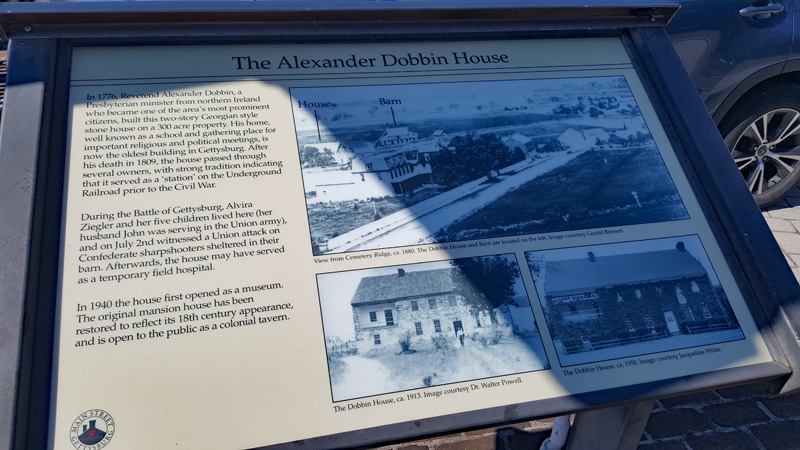 The Alexander Dobbin House
In 1776, Reverend Alexander Dobbin, a
Presbyterian minister from northern Ireland
who became one of the area's most prominent
citizens, built this two-story Georgian style
stone house on a 300 acre property. His home,
well known as a school and gathering place for
important religious and political meetings, is
now the oldest building in Gettysburg. After
his death in 1809, the house passed through
several owners, with strong tradition indicating
that it served as a 'station' on the Underground
Railroad prior to the Civil War.
During the Battle of Gettysburg, Alvira
Ziegler and her five children lived here (her
husband John was serving in the Union army),
and on July 2nd witnessed a Union attack on
Confederate sharpshooters sheltered in their
barn. Afterwards, the house may have served
as a temporary field hospital.
In 1940 the house first opened as a museum.
The original mansion house has been
restored to reflect its 18th century appearance,
and is open to the public as a colonial tavern.
House
Barn
View from Cemetery Ridge, ca. 1880. The Dobbin House and Barn are located on the left. Image courtesy Gerald Bennett.
The Dobbin House, ca. 1913. Image courtesy Dr. Walter Powell.
The Dobbin House, ca. 1950. Image courtesy Jacqueline White.
MAIN STREET
GETTYSBURG